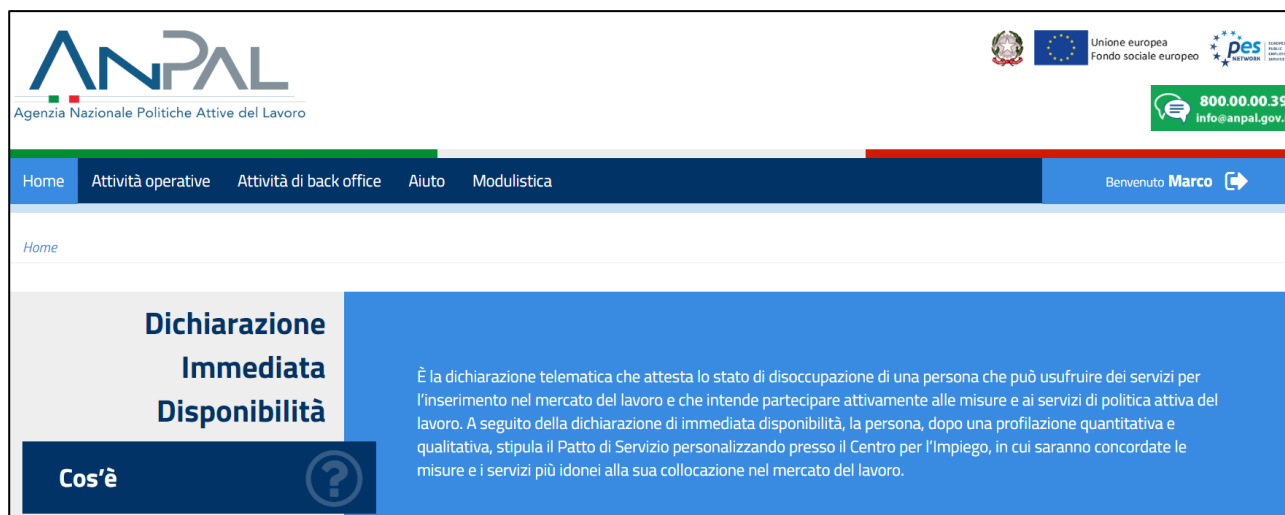 ANPAL
Agenzia Nazionale Politiche Attive del Lavoro
Unione europea
Fondo sociale europeo
pes
NETWORK
800.00.00.39
info@anpal.gov.
Home
Attività operative
Attività di back office
Aiuto
Modulistica
Benvenuto Marco
Home
Dichiarazione
Immediata
Disponibilità
Cos'è
?
È la dichiarazione telematica che attesta lo stato di disoccupazione di una persona che può usufruire dei servizi per
l'inserimento nel mercato del lavoro e che intende partecipare attivamente alle misure e ai servizi di politica attiva del
lavoro. A seguito della dichiarazione di immediata disponibilità, la persona, dopo una profilazione quantitativa e
qualitativa, stipula il Patto di Servizio personalizzando presso il Centro per l'Impiego, in cui saranno concordate le
misure e i servizi più idonei alla sua collocazione nel mercato del lavoro.